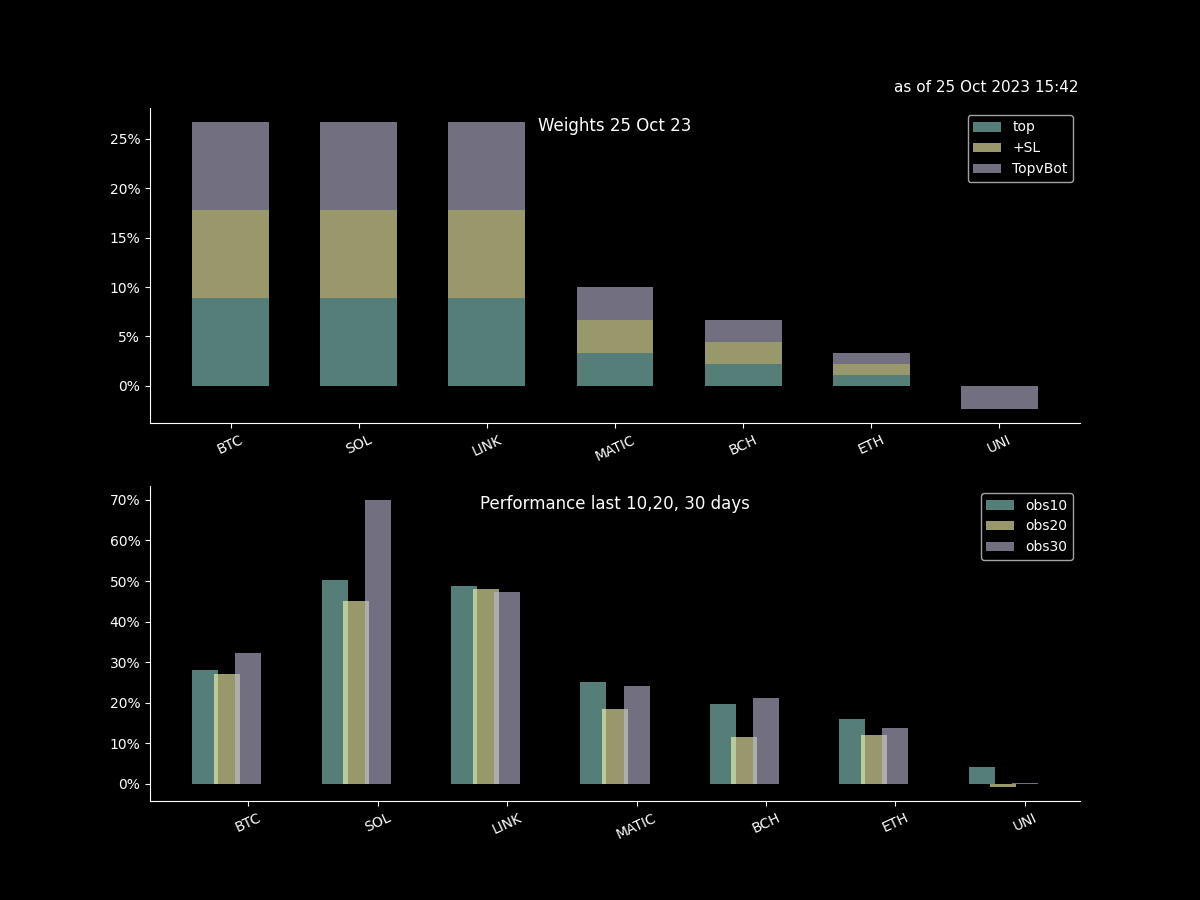 as of 25 Oct 2023 15:42
Weights 25 Oct 23
top
+SL
TopvBot
25%
20%
15%
10%
5%
0%
BTC
SOL
LINK
MATIC
BCH
ETH
UNI
Performance last 10,20, 30 days
obs10
obs20
obs30
70%
60%
50%
40%
30%
20%
10%
0%
BTC
SOL
LINK
MATIC
BCH
ETH
UNI